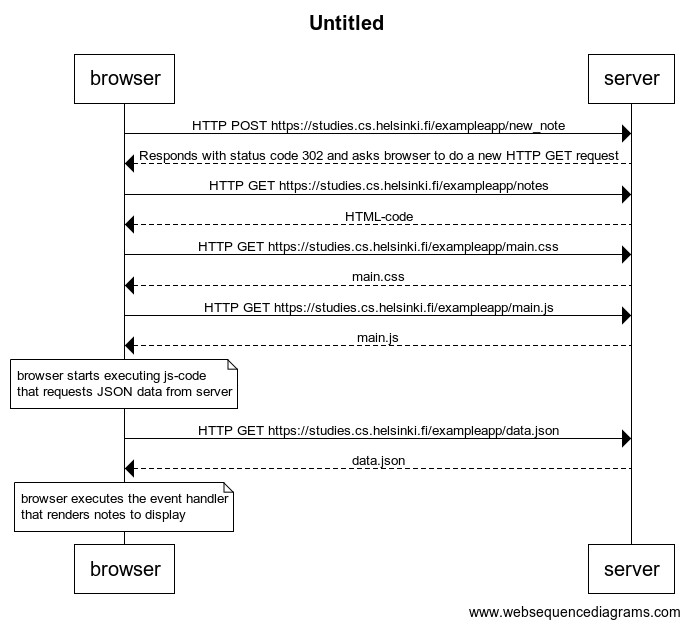 Untitled
browser
server
HTTP POST https://studies.cs.helsinki.fi/exampleapp/new_note
Responds with status code 302 and asks browser to do a new HTTP GET request
HTTP GET https://studies.cs.helsinki.fi/exampleapp/notes
HTML-code
HTTP GET https://studies.cs.helsinki.fi/exampleapp/main.css
main.css
HTTP GET https://studies.cs.helsinki.fi/exampleapp/main.js
main.js
browser starts executing js-code
that requests JSON data from server
HTTP GET https://studies.cs.helsinki.fi/exampleapp/data.json
data.json
browser executes the event handler
that renders notes to display
browser
server
www.websequencediagrams.com